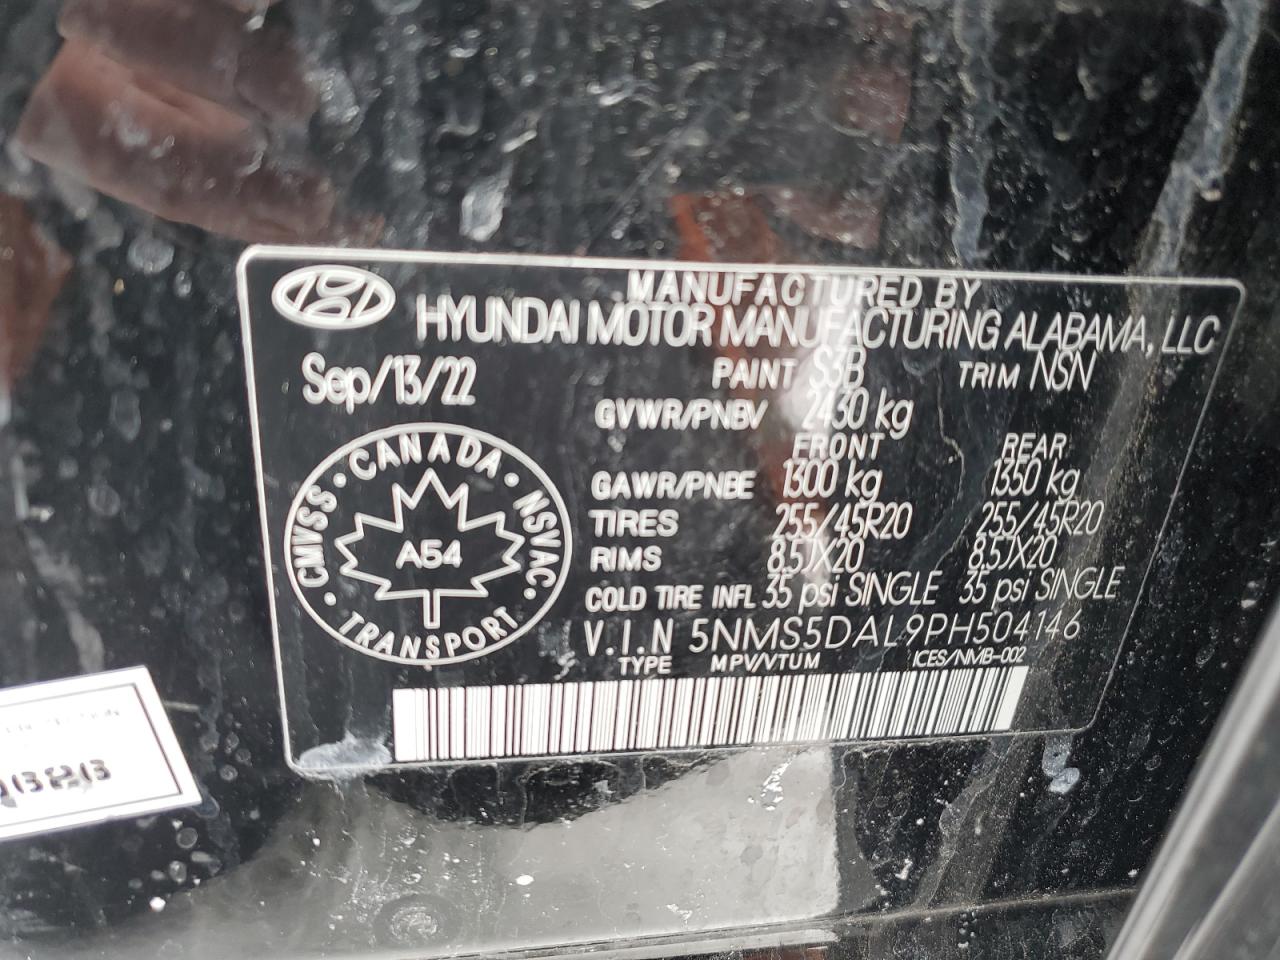 MANUFACTURED BY
HYUNDAI MOTOR MANUFACTURING ALABAMA, LLC
Sep/13/22
PAINT S3B TRIM NSN
GVWR/PNBV 2430 kg
FRONT REAR
GAWR/PNBE 1300 kg 1350 kg
TIRES 255/45R20 255/45R20
RIMS 8.5JX20 8.5JX20
COLD TIRE INFL 35 psi SINGLE 35 psi SINGLE
V.I.N 5NMS5DAL9PH504146
TYPE MPV/VTUM ICES/NMB-002
CMVSS · CANADA · NSVAC · TRANSPORT ·
A54